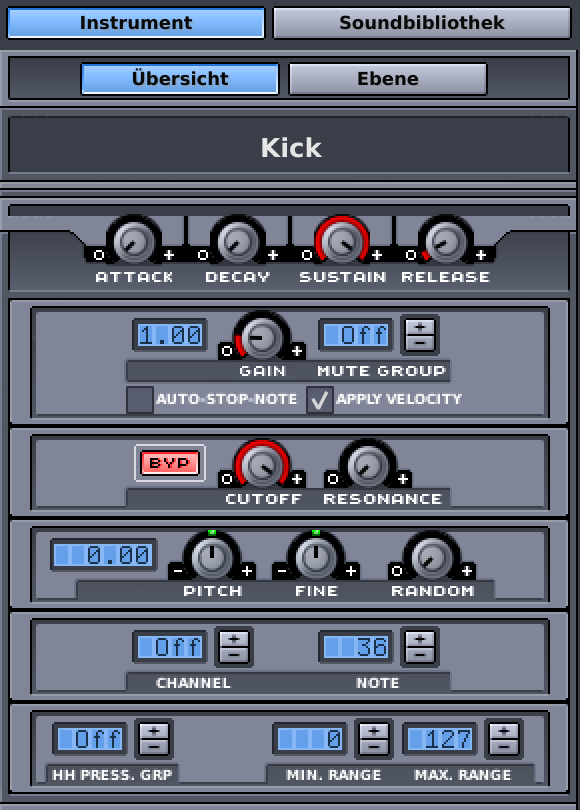 Instrument Soundbibliothek
Übersicht Ebene
Kick
ATTACK DECAY SUSTAIN RELEASE
1.00 Off
GAIN MUTE GROUP
AUTO-STOP-NOTE APPLY VELOCITY
BYP
CUTOFF RESONANCE
0.00
PITCH FINE RANDOM
Off 36
CHANNEL NOTE
Off 0 127
HH PRESS. GRP MIN. RANGE MAX. RANGE